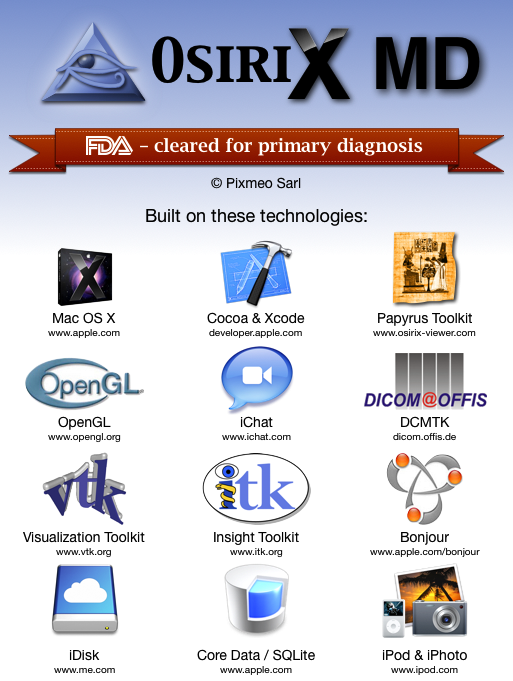 OSIRIX MD
FDA – cleared for primary diagnosis
© Pixmeo Sarl
Built on these technologies:
X
Mac OS X
www.apple.com
Cocoa & Xcode
developer.apple.com
Papyrus Toolkit
www.osirix-viewer.com
OpenGL
OpenGL
www.opengl.org
iChat
www.ichat.com
DICOM@OFFIS
DCMTK
dicom.offis.de
vtk
Visualization Toolkit
www.vtk.org
itk
Insight Toolkit
www.itk.org
Bonjour
www.apple.com/bonjour
iDisk
www.me.com
Core Data / SQLite
www.apple.com
iPod & iPhoto
www.ipod.com